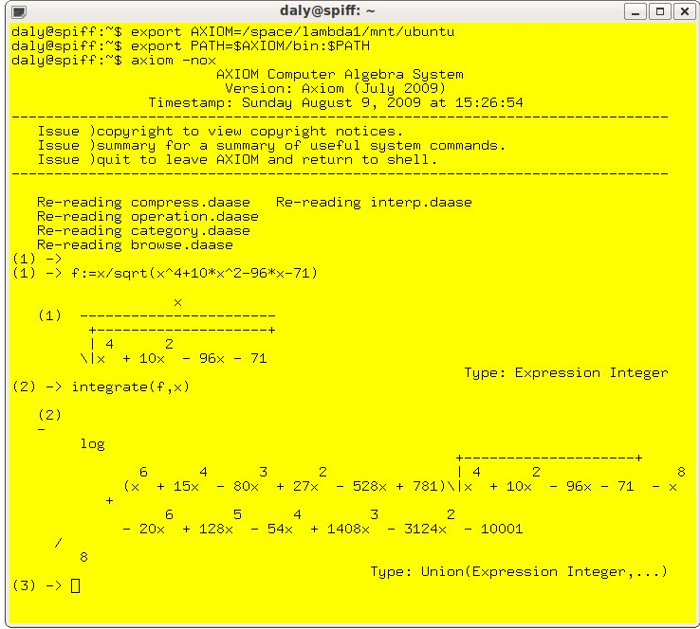 daly@spiff: ~
daly@spiff:~$ export AXIOM=/space/lambda1/mnt/ubuntu
daly@spiff:~$ export PATH=$AXIOM/bin:$PATH
daly@spiff:~$ axiom -nox
                        AXIOM Computer Algebra System
                         Version: Axiom (July 2009)
                Timestamp: Sunday August 9, 2009 at 15:26:54
-----------------------------------------------------------------------------
   Issue )copyright to view copyright notices.
   Issue )summary for a summary of useful system commands.
   Issue )quit to leave AXIOM and return to shell.
-----------------------------------------------------------------------------

   Re-reading compress.daase   Re-reading interp.daase
   Re-reading operation.daase
   Re-reading category.daase
   Re-reading browse.daase
(1) ->
(1) -> f:=x/sqrt(x^4+10*x^2-96*x-71)

                   x
   (1)  -----------------------
         +---------------------+
         | 4      2
        \|x  + 10x  - 96x - 71
                                                     Type: Expression Integer
(2) -> integrate(f,x)

   (2)
   -
        log
                                                    +--------------------+
               6      4      3      2               | 4      2                8
             (x  + 15x  - 80x  + 27x  - 528x + 781)\|x  + 10x  - 96x - 71  - x
           +
                  6       5      4        3        2
             - 20x  + 128x  - 54x  + 1408x  - 3124x  - 10001
     /
        8
                                          Type: Union(Expression Integer,...)
(3) ->